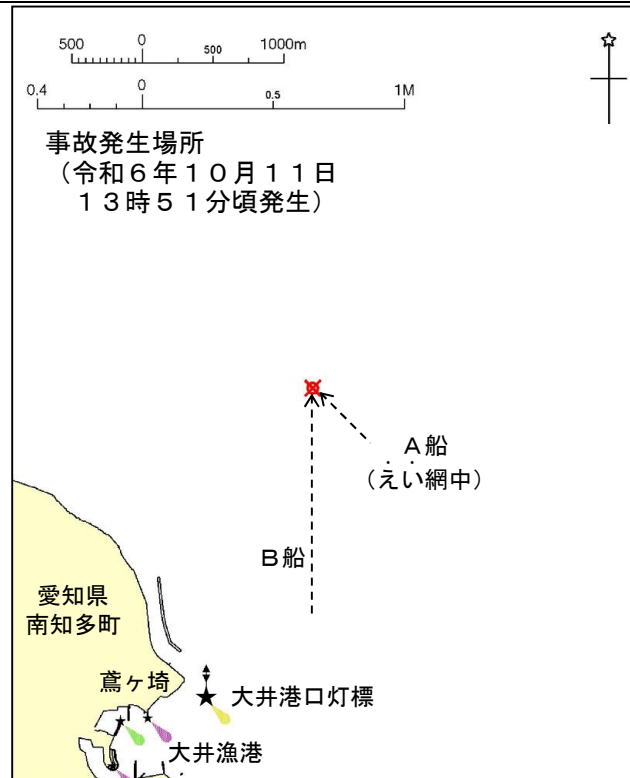 500 0 500 1000m
0.4 0 0.5 1M
事故発生場所
(令和６年１０月１１日
１３時５１分頃発生)
Ａ船
(えい網中)
Ｂ船
愛知県
南知多町
鳶ヶ埼
大井港口灯標
大井漁港